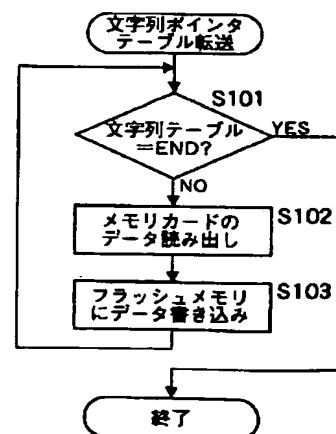 文字列ポインタ
テーブル転送
S101
文字列テーブル
=END?
YES
NO
メモリカードの
データ読み出し
S102
フラッシュメモリ
にデータ書き込み
S103
終了